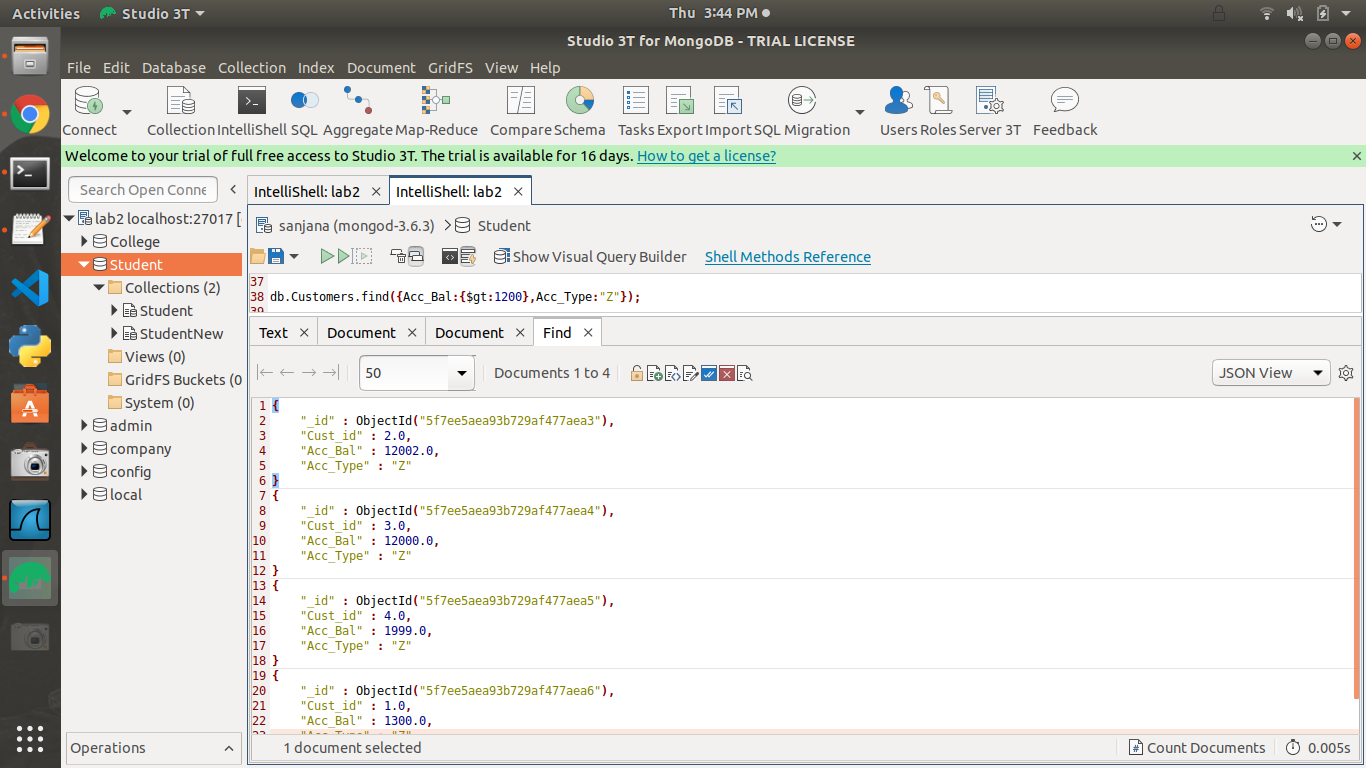 Activities Studio 3T Thu 3:44 PM
Studio 3T for MongoDB - TRIAL LICENSE
File Edit Database Collection Index Document GridFS View Help
Connect Collection IntelliShell SQL Aggregate Map-Reduce Compare Schema Tasks Export Import SQL Migration Users Roles Server 3T Feedback
Welcome to your trial of full free access to Studio 3T. The trial is available for 16 days. How to get a license?
Search Open Conne
IntelliShell: lab2 IntelliShell: lab2
lab2 localhost:27017 [
College
Student
Collections (2)
Student
StudentNew
Views (0)
GridFS Buckets (0
System (0)
admin
company
config
local
Operations
sanjana (mongod-3.6.3) Student
Show Visual Query Builder Shell Methods Reference
37
38 db.Customers.find({Acc_Bal:{$gt:1200},Acc_Type:"Z"});
39
Text Document Document Find
50 Documents 1 to 4 JSON View
1 {
2 "_id" : ObjectId("5f7ee5aea93b729af477aea3"),
3 "Cust_id" : 2.0,
4 "Acc_Bal" : 12002.0,
5 "Acc_Type" : "Z"
6 }
7 {
8 "_id" : ObjectId("5f7ee5aea93b729af477aea4"),
9 "Cust_id" : 3.0,
10 "Acc_Bal" : 12000.0,
11 "Acc_Type" : "Z"
12 }
13 {
14 "_id" : ObjectId("5f7ee5aea93b729af477aea5"),
15 "Cust_id" : 4.0,
16 "Acc_Bal" : 1999.0,
17 "Acc_Type" : "Z"
18 }
19 {
20 "_id" : ObjectId("5f7ee5aea93b729af477aea6"),
21 "Cust_id" : 1.0,
22 "Acc_Bal" : 1300.0,
23 "Acc_Type" : "Z"
1 document selected Count Documents 0.005s